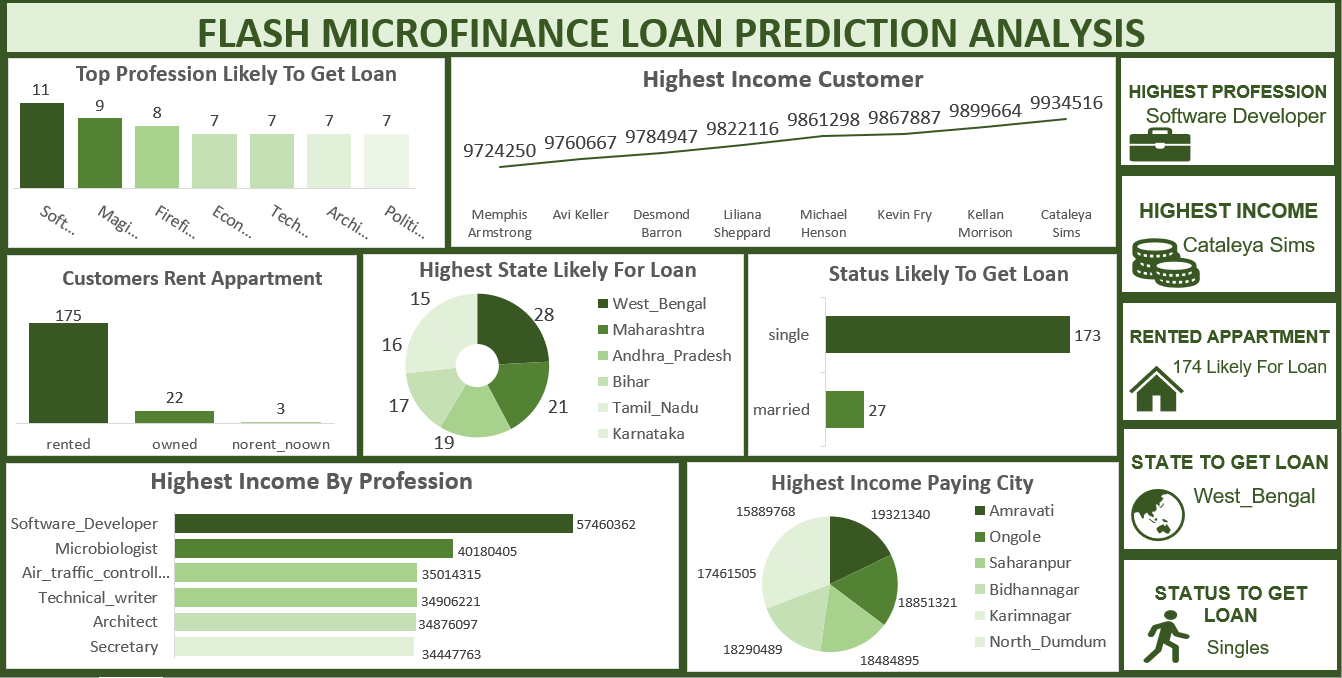 FLASH MICROFINANCE LOAN PREDICTION ANALYSIS
Top Profession Likely To Get Loan
11
9
8
7
7
7
7
Soft...
Magi...
Firefi...
Econ...
Tech...
Archi...
Politi...
Highest Income Customer
9724250
9760667
9784947
9822116
9861298
9867887
9899664
9934516
Memphis
Armstrong
Avi Keller
Desmond
Barron
Liliana
Sheppard
Michael
Henson
Kevin Fry
Kellan
Morrison
Cataleya
Sims
HIGHEST PROFESSION
Software Developer
HIGHEST INCOME
Cataleya Sims
RENTED APPARTMENT
174 Likely For Loan
STATE TO GET LOAN
West_Bengal
STATUS TO GET
LOAN
Singles
Customers Rent Appartment
175
22
3
rented
owned
norent_noown
Highest State Likely For Loan
28
21
19
17
16
15
West_Bengal
Maharashtra
Andhra_Pradesh
Bihar
Tamil_Nadu
Karnataka
Status Likely To Get Loan
single
173
married
27
Highest Income By Profession
Software_Developer
57460362
Microbiologist
40180405
Air_traffic_controll...
35014315
Technical_writer
34906221
Architect
34876097
Secretary
34447763
Highest Income Paying City
19321340
18851321
18484895
18290489
17461505
15889768
Amravati
Ongole
Saharanpur
Bidhannagar
Karimnagar
North_Dumdum